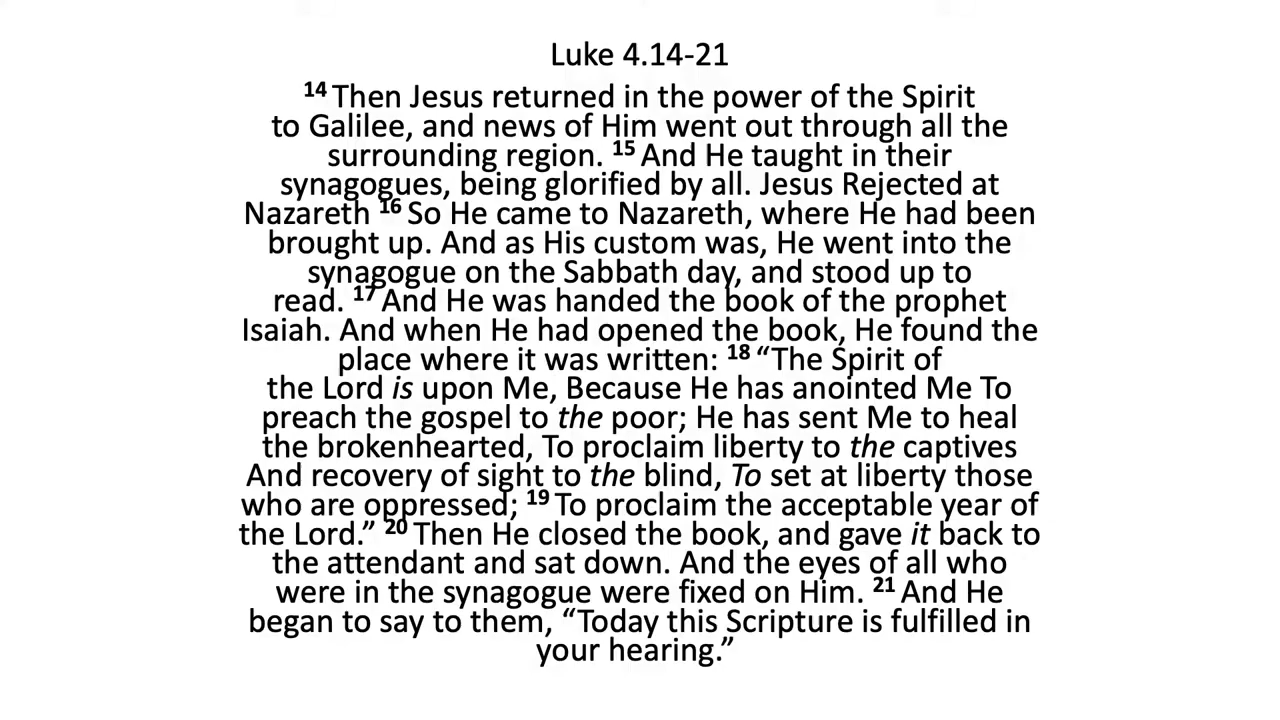 Luke 4.14-21
14 Then Jesus returned in the power of the Spirit
to Galilee, and news of Him went out through all the
surrounding region. 15 And He taught in their
synagogues, being glorified by all. Jesus Rejected at
Nazareth 16 So He came to Nazareth, where He had been
brought up. And as His custom was, He went into the
synagogue on the Sabbath day, and stood up to
read. 17 And He was handed the book of the prophet
Isaiah. And when He had opened the book, He found the
place where it was written: 18 “The Spirit of
the Lord is upon Me, Because He has anointed Me To
preach the gospel to the poor; He has sent Me to heal
the brokenhearted, To proclaim liberty to the captives
And recovery of sight to the blind, To set at liberty those
who are oppressed; 19 To proclaim the acceptable year of
the Lord.” 20 Then He closed the book, and gave it back to
the attendant and sat down. And the eyes of all who
were in the synagogue were fixed on Him. 21 And He
began to say to them, “Today this Scripture is fulfilled in
your hearing.”